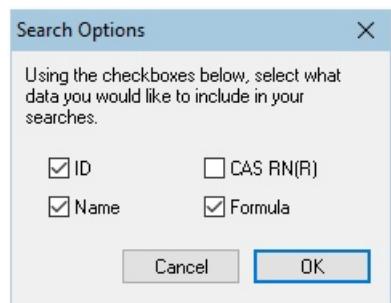 Search Options
Using the checkboxes below, select what
data you would like to include in your
searches.
ID
CAS RN(R)
Name
Formula
Cancel
OK